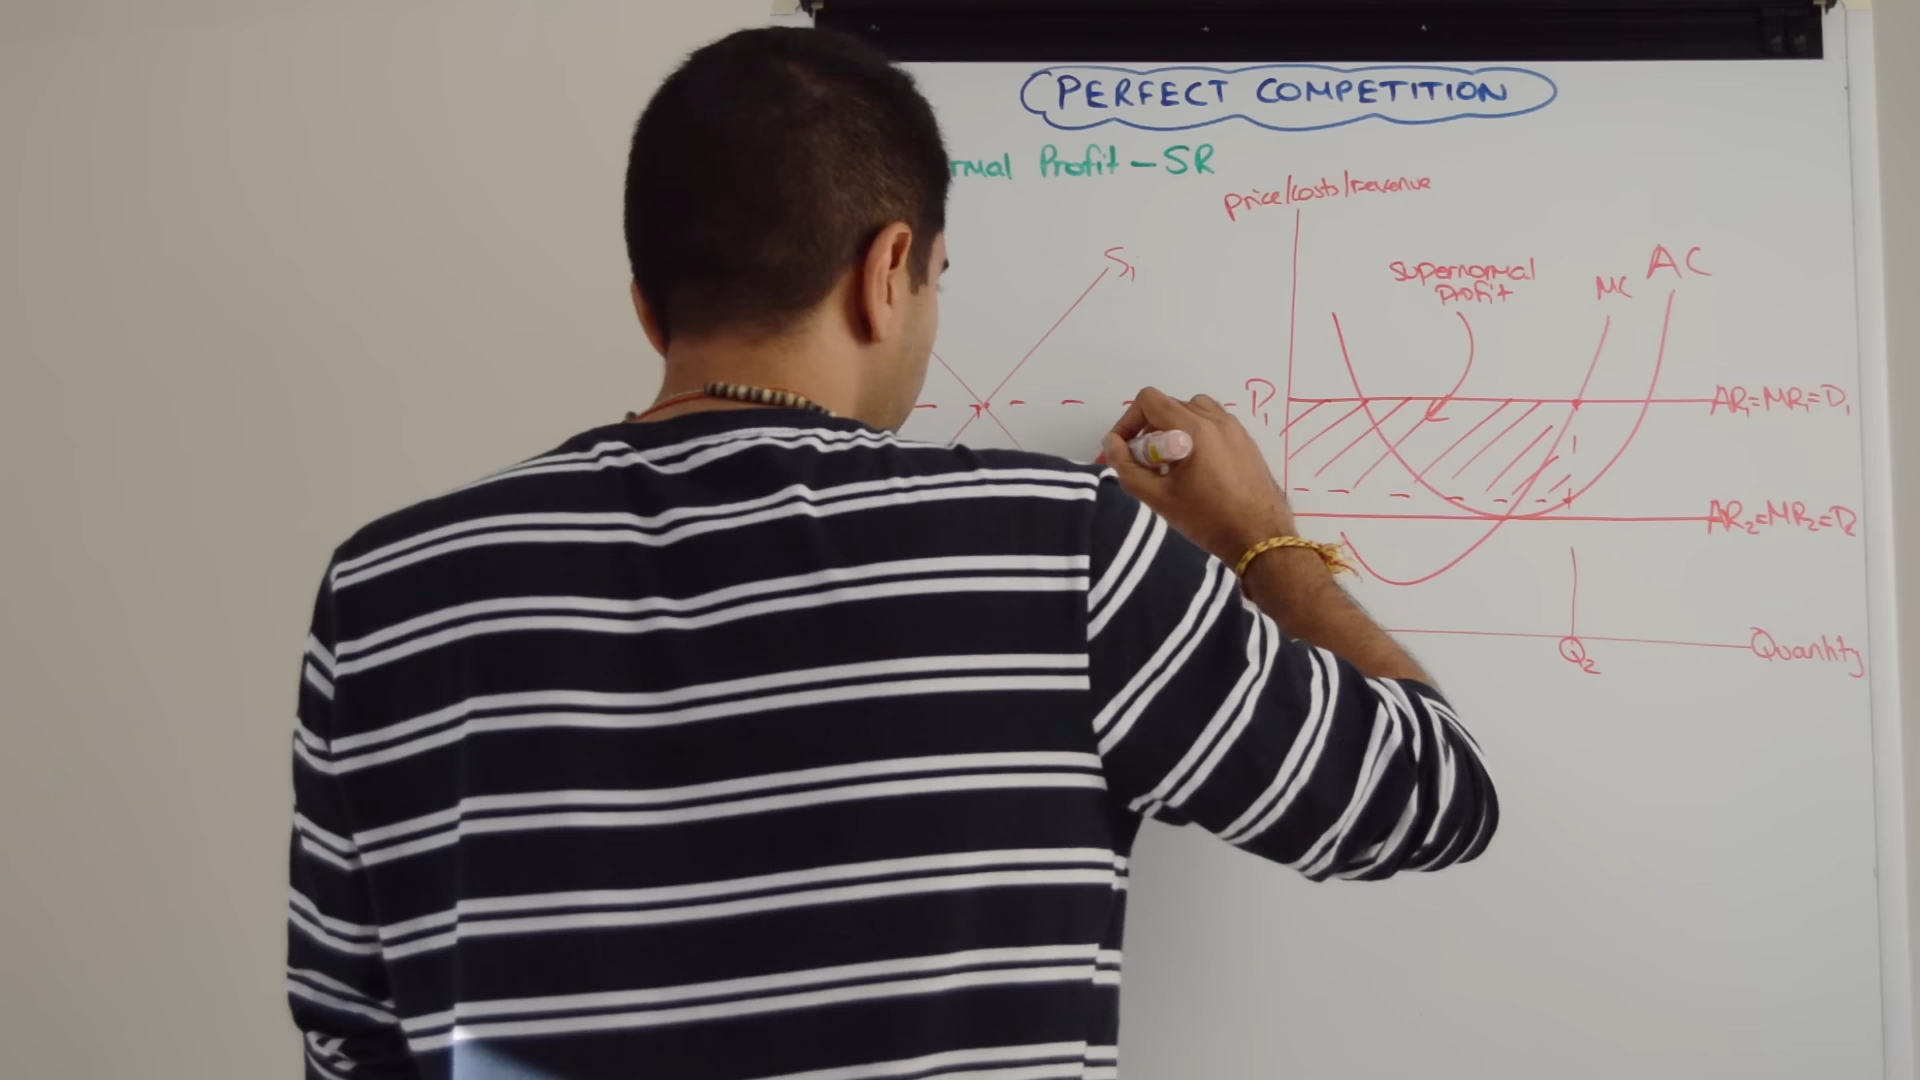 PERFECT COMPETITION
Profit - SR
price/costs/revenue
S₁
supernormal
profit
MC
AC
P₁
AR₁=MR₁=D₁
AR₂=MR₂=D₂
Q₂
Quantity